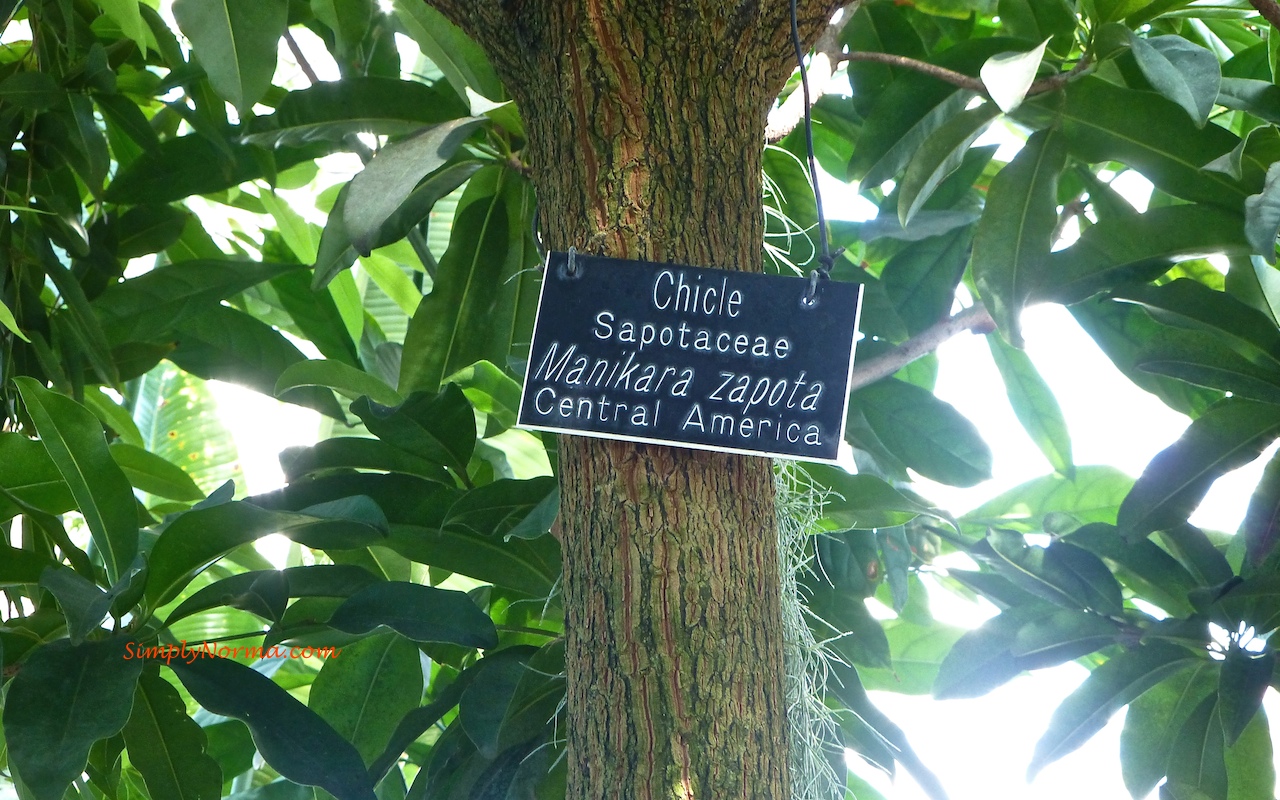 Chicle
Sapotaceae
Manikara zapota
Central America
SimplyNorma.com